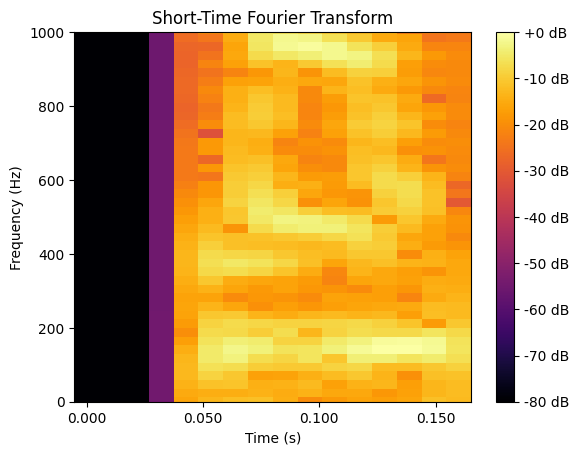 Short-Time Fourier Transform
1000
800
600
400
200
0
Frequency (Hz)
0.000
0.050
0.100
0.150
Time (s)
+0 dB
-10 dB
-20 dB
-30 dB
-40 dB
-50 dB
-60 dB
-70 dB
-80 dB